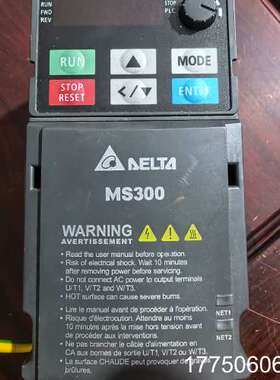 RUN
FWD
REV
STOP
PLC
RUN
MODE
STOP
RESET
ENTER
DELTA
MS300
WARNING
AVERTISSEMENT
● Read the user manual before operation.
● Risk of electrical shock. Wait 10 minutes
after removing power before servicing.
● Do not connect AC power to output terminals
U/T1, V/T2 and W/T3.
● HOT surface can cause severe burns.
● Lire le manuel avant de procéder à l'opération.
● Risque d'électrocution. Attendre au moins
10 minutes après la mise hors tension avant
de procéder aux interventions.
● Ne pas brancher le câble d'alimentation en
CA aux bornes de sortie U/T1, V/T2 et W/T3.
● La surface CHAUDE peut provoquer de
NET1
NET2
17750606